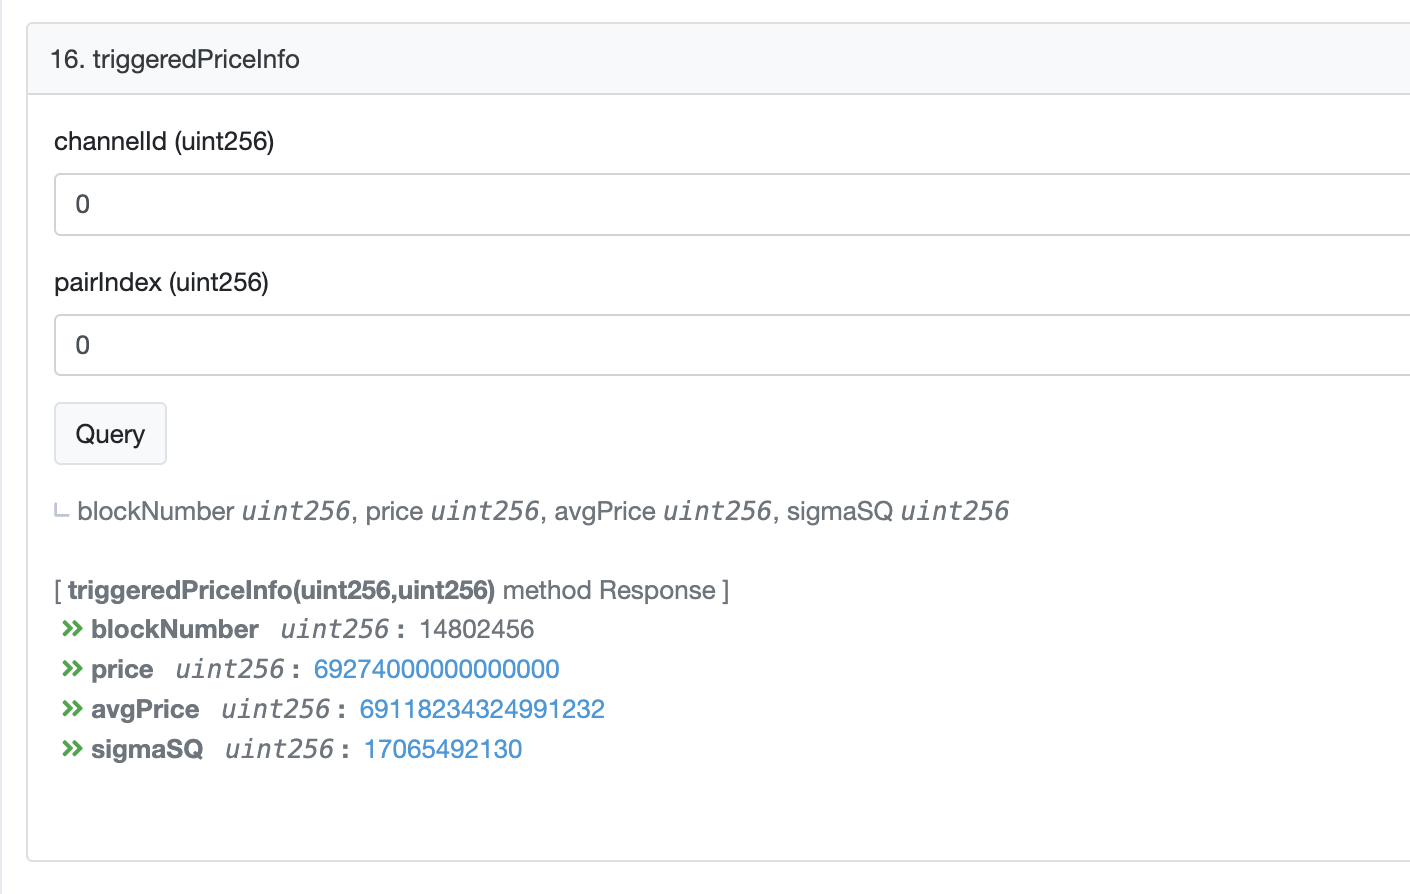 16. triggeredPriceInfo
channelId (uint256)
0
pairIndex (uint256)
0
Query
blockNumber uint256, price uint256, avgPrice uint256, sigmaSQ uint256
[ triggeredPriceInfo(uint256,uint256) method Response ]
blockNumber uint256 : 14802456
price uint256 : 69274000000000000
avgPrice uint256 : 69118234324991232
sigmaSQ uint256 : 17065492130